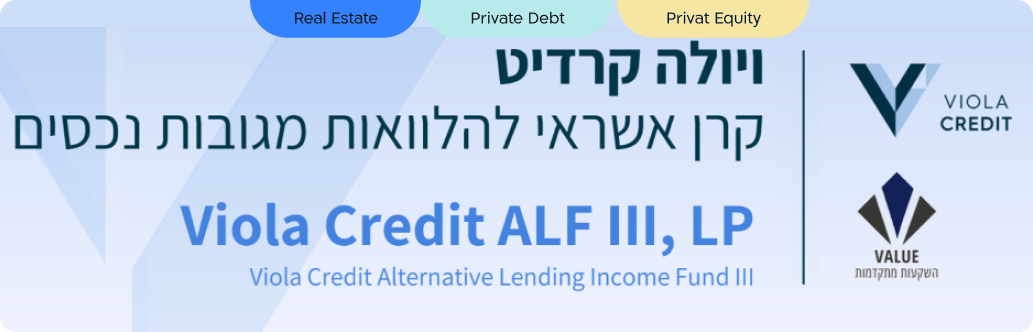 Real Estate
Private Debt
Privat Equity
ויולה קרדיט
קרן אשראי להלוואות מגובות נכסים
Viola Credit ALF III, LP
Viola Credit Alternative Lending Income Fund III
VIOLA
CREDIT
VALUE
השקעות מתקדמות